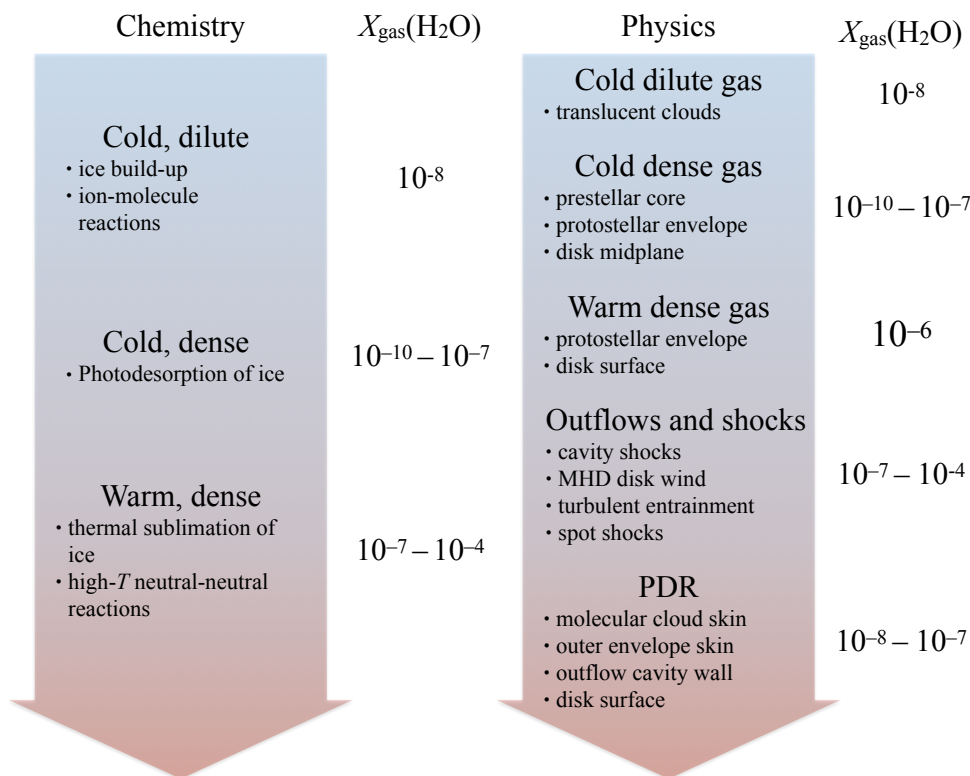 Chemistry
X_gas(H₂O)
Cold, dilute
• ice build-up
• ion-molecule
reactions
10⁻⁸
Cold, dense
• Photodesorption of ice
10⁻¹⁰ – 10⁻⁷
Warm, dense
• thermal sublimation of
ice
• high-T neutral-neutral
reactions
10⁻⁷ – 10⁻⁴
Physics
X_gas(H₂O)
Cold dilute gas
• translucent clouds
10⁻⁸
Cold dense gas
• prestellar core
• protostellar envelope
• disk midplane
10⁻¹⁰ – 10⁻⁷
Warm dense gas
• protostellar envelope
• disk surface
10⁻⁶
Outflows and shocks
• cavity shocks
• MHD disk wind
• turbulent entrainment
• spot shocks
10⁻⁷ – 10⁻⁴
PDR
• molecular cloud skin
• outer envelope skin
• outflow cavity wall
• disk surface
10⁻⁸ – 10⁻⁷